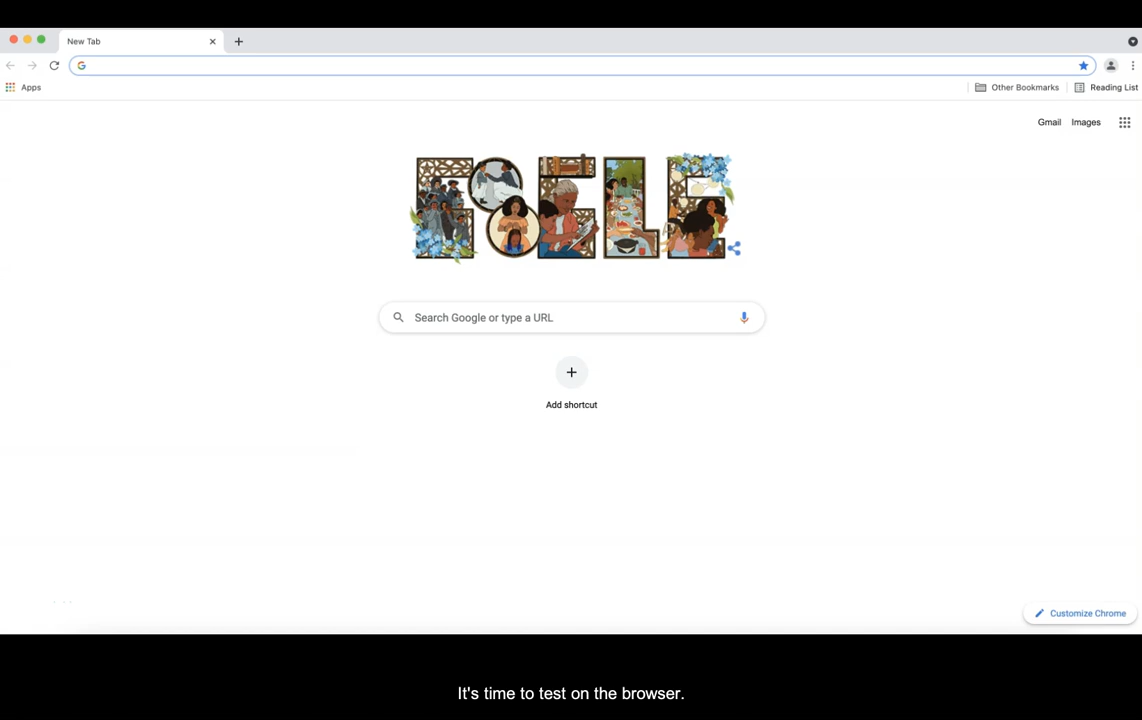 New Tab
Apps
Other Bookmarks
Reading List
Gmail
Images
Search Google or type a URL
Add shortcut
Customize Chrome
It's time to test on the browser.